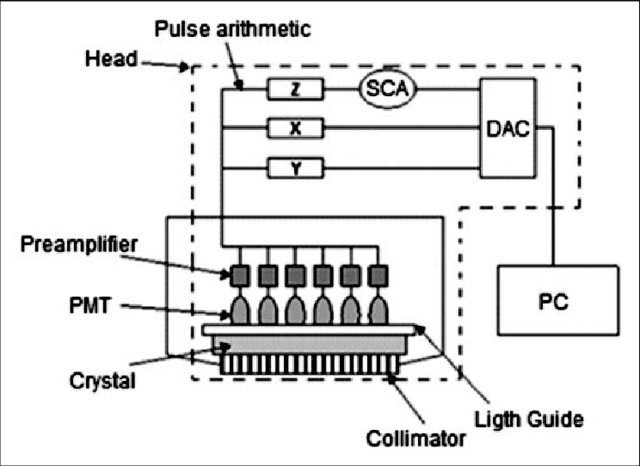 Pulse arithmetic
Head
Z
SCA
X
DAC
Y
Preamplifier
PMT
PC
Crystal
Ligth Guide
Collimator